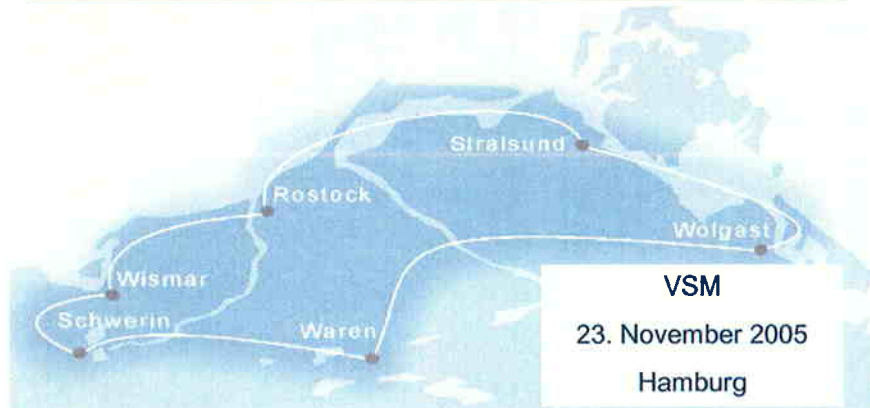 Stralsund
Rostock
Wolgast
Wismar
Schwerin
Waren
VSM
23. November 2005
Hamburg